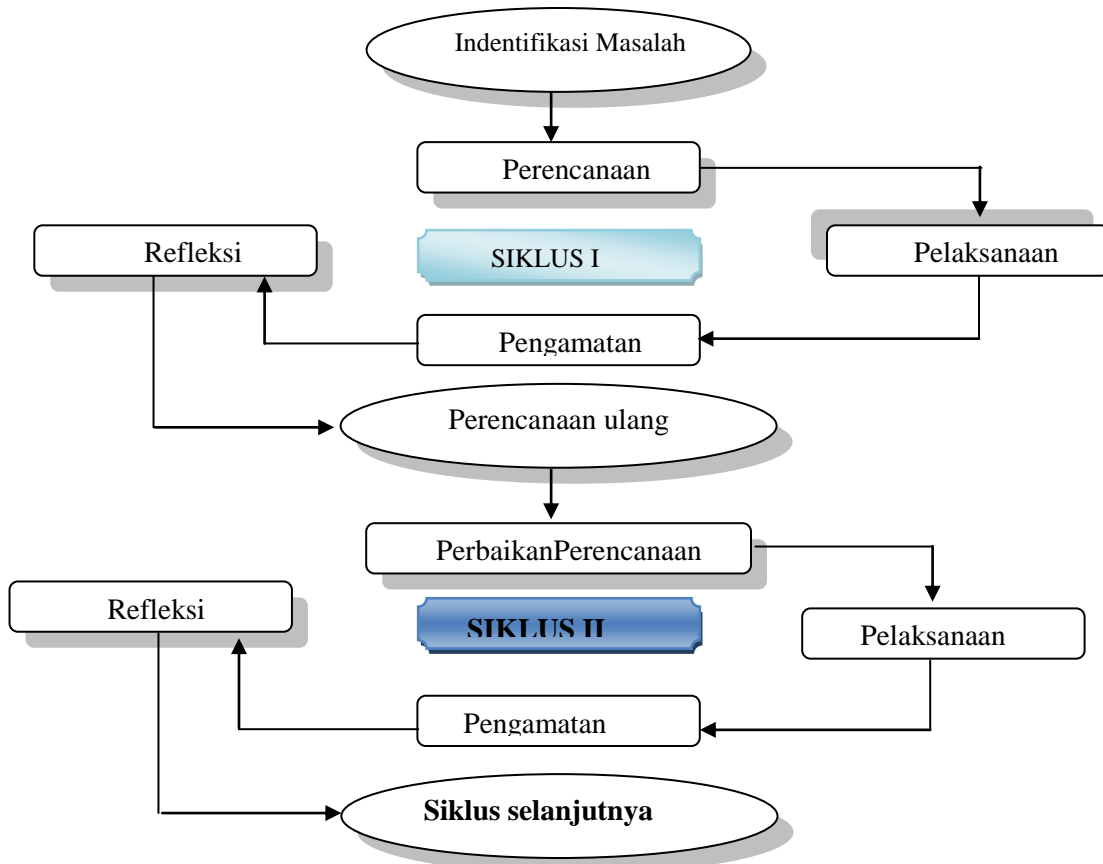 Indentifikasi Masalah
Perencanaan
Refleksi
SIKLUS I
Pelaksanaan
Pengamatan
Perencanaan ulang
PerbaikanPerencanaan
Refleksi
SIKLUS II
Pelaksanaan
Pengamatan
Siklus selanjutnya